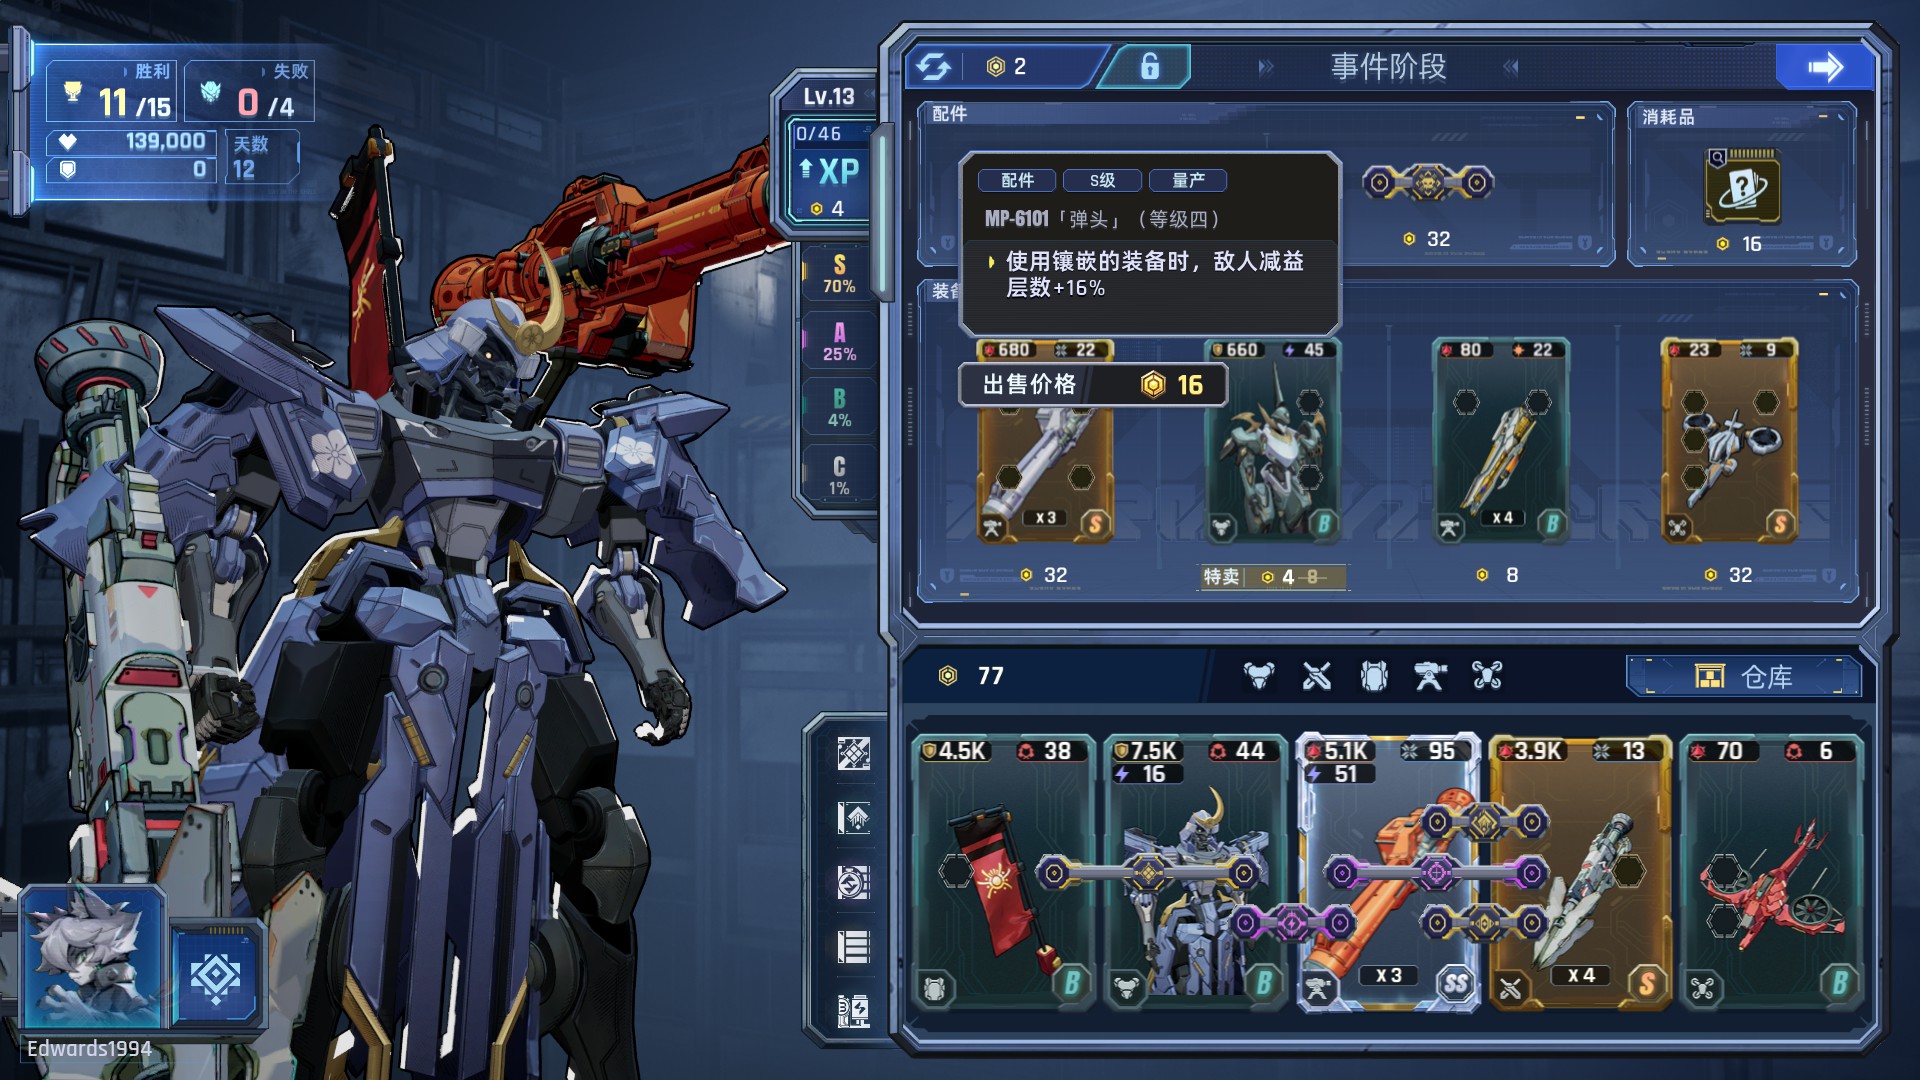 胜利
11/15
失败
0/4
139,000
0
天数
12
Lv.13
0/46
XP
4
S
70%
A
25%
B
4%
C
1%
2
事件阶段
配件
32
消耗品
16
配件
S级
量产
MP-6101「弹头」（等级四）
使用镶嵌的装备时，敌人减益
层数+16%
出售价格
16
680
22
x3
S
32
660
45
B
特卖
4
8
80
22
x4
B
8
23
9
S
32
77
仓库
4.5K
38
B
7.5K
44
16
B
5.1K
95
51
x3
SS
3.9K
13
x4
S
70
6
B
Edwards1994